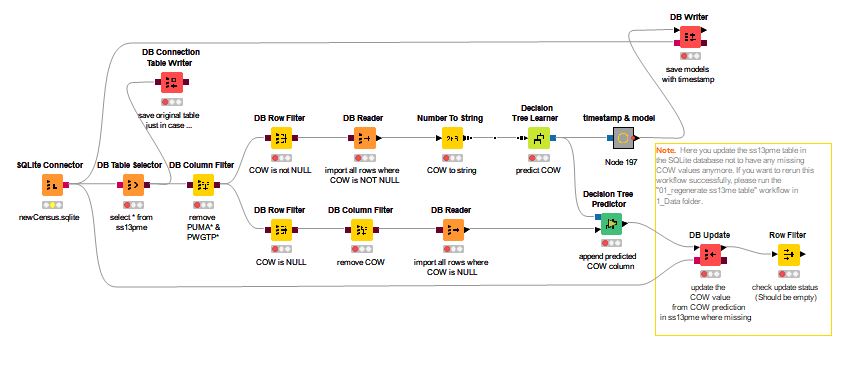 DB Writer
save models
with timestamp
DB Connection
Table Writer
save original table
just in case ...
DB Row Filter
COW is not NULL
DB Reader
import all rows where
COW is NOT NULL
Number To String
COW to string
Decision
Tree Learner
predict COW
timestamp & model
Node 197
Note. Here you update the ss13pme table in
the SQLite database not to have any missing
COW values anymore. If you want to rerun this
workflow successfully, please run the
"01_regenerate ss13me table" workflow in
1_Data folder.
SQLite Connector
newCensus.sqlite
DB Table Selector
select * from
ss13pme
DB Column Filter
remove
PUMA* &
PWGTP*
DB Row Filter
COW is NULL
DB Column Filter
remove COW
DB Reader
import all rows where
COW is NULL
Decision Tree
Predictor
append predicted
COW column
DB Update
update the
COW value
from COW prediction
in ss13pme where missing
Row Filter
check update status
(Should be empty)